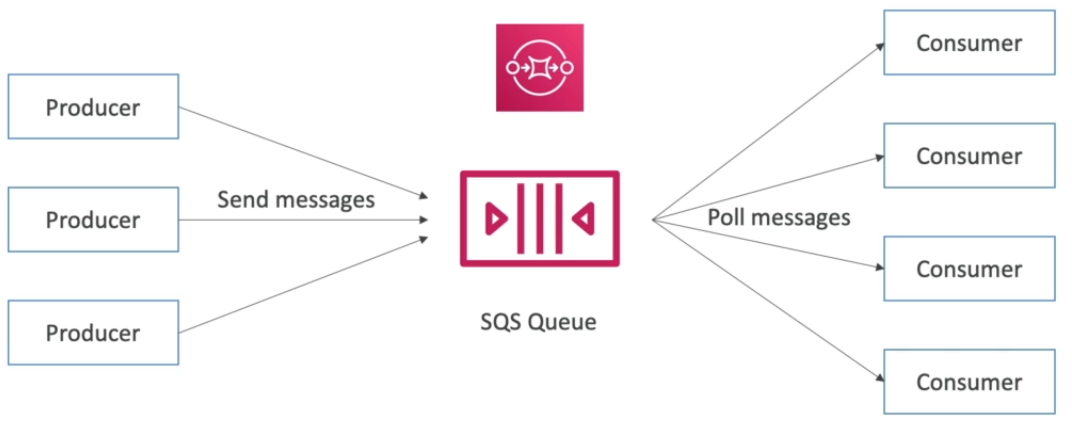 Producer
Producer
Producer
Send messages
SQS Queue
Poll messages
Consumer
Consumer
Consumer
Consumer